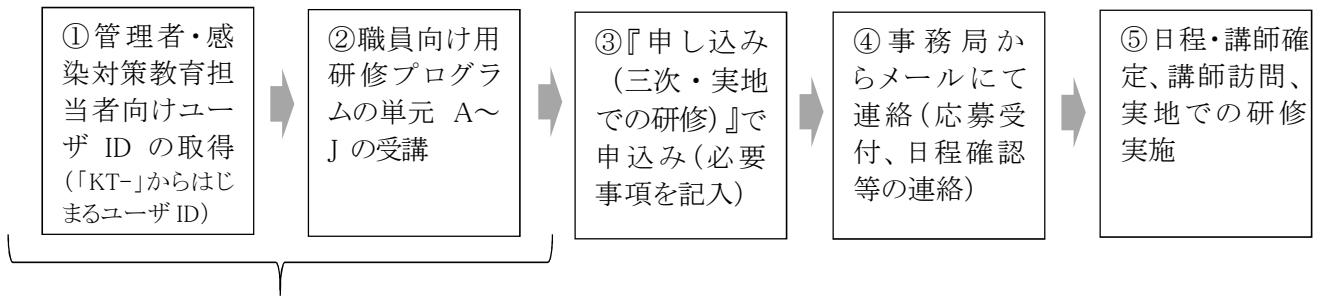 ①管理者・感
染対策教育担
当者向けユー
ザ ID の取得
（「KT-」からはじ
まるユーザ ID）
②職員向け用
研修プログラ
ムの単元 A～
J の受講
③『申し込み
（三次・実地
での研修）』で
申込み（必要
事項を記入）
④事務局か
らメールにて
連絡（応募受
付、日程確認
等の連絡）
⑤日程・講師確
定、講師訪問、
実地での研修
実施